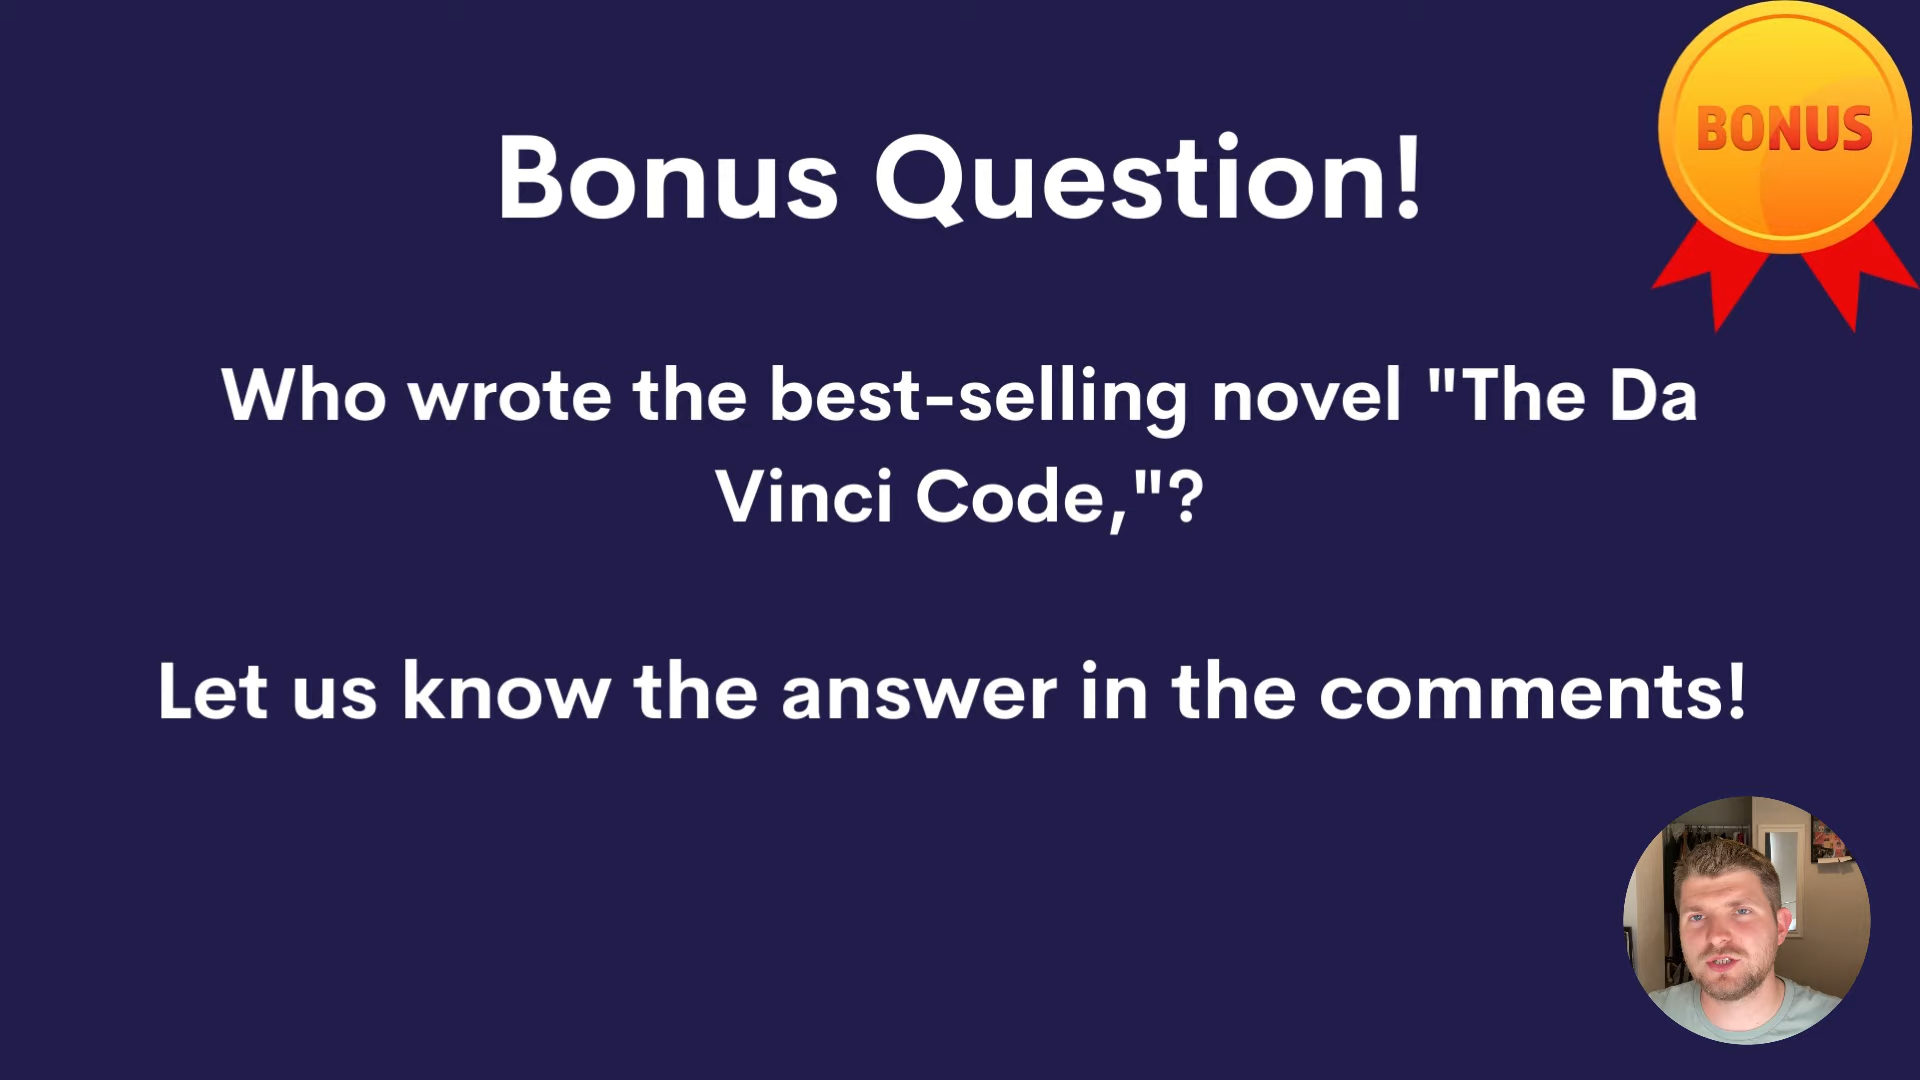 BONUS
Bonus Question!
Who wrote the best-selling novel "The Da
Vinci Code,"?
Let us know the answer in the comments!